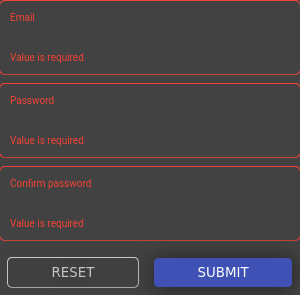 Email
Value is required
Password
Value is required
Confirm password
Value is required
RESET
SUBMIT